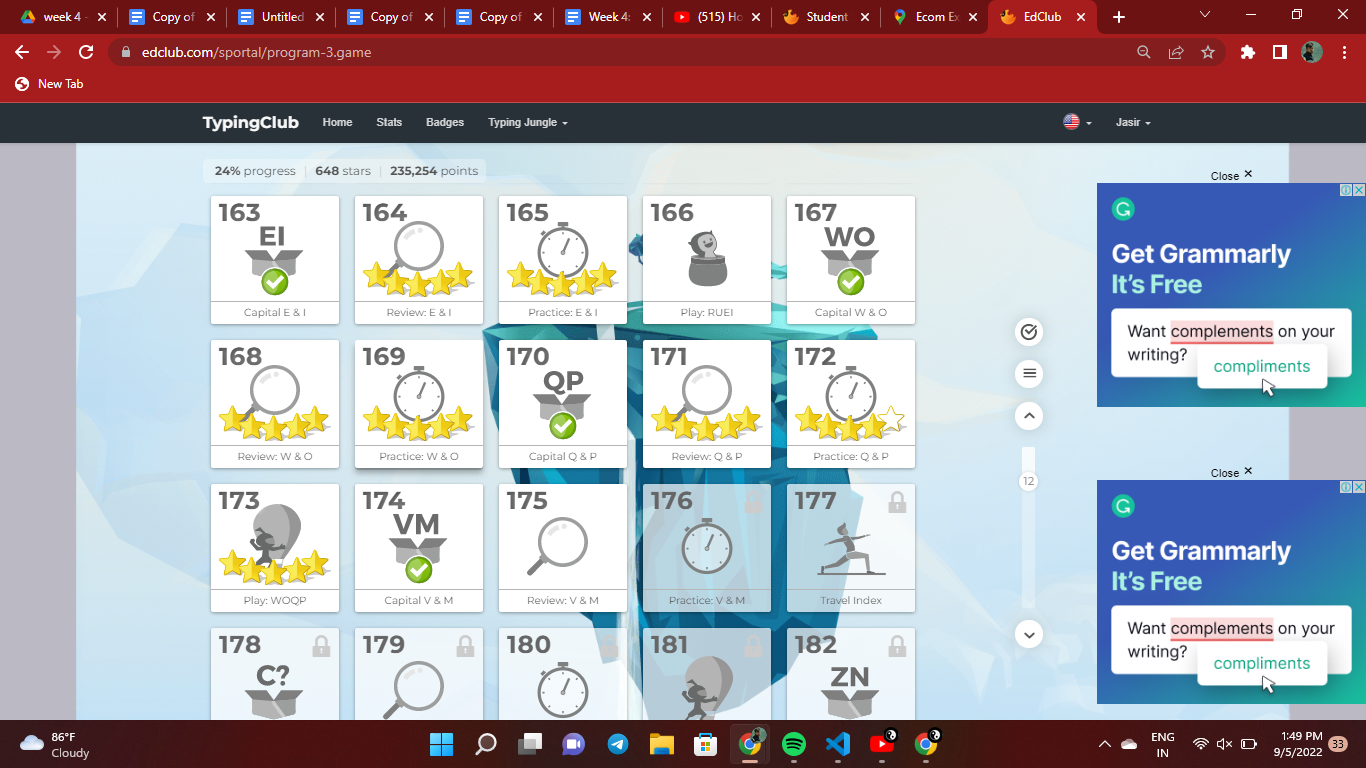 week 4 -
Copy of
Untitled
Copy of
Copy of
Week 4:
(515) Ho
Student
Ecom Ex
EdClub
edclub.com/sportal/program-3.game
New Tab
TypingClub
Home
Stats
Badges
Typing Jungle
Jasir
24% progress
648 stars
235,254 points
Close ×
163
EI
Capital E & I
164
Review: E & I
165
Practice: E & I
166
Play: RUEI
167
WO
Capital W & O
168
Review: W & O
169
Practice: W & O
170
QP
Capital Q & P
171
Review: Q & P
172
Practice: Q & P
173
Play: WOQP
174
VM
Capital V & M
175
Review: V & M
176
Practice: V & M
177
Travel Index
178
C?
179
180
181
182
ZN
12
Get Grammarly
It's Free
Want complements on your
writing?
compliments
Close ×
Get Grammarly
It's Free
Want complements on your
writing?
compliments
86°F
Cloudy
ENG
IN
1:49 PM
9/5/2022
33